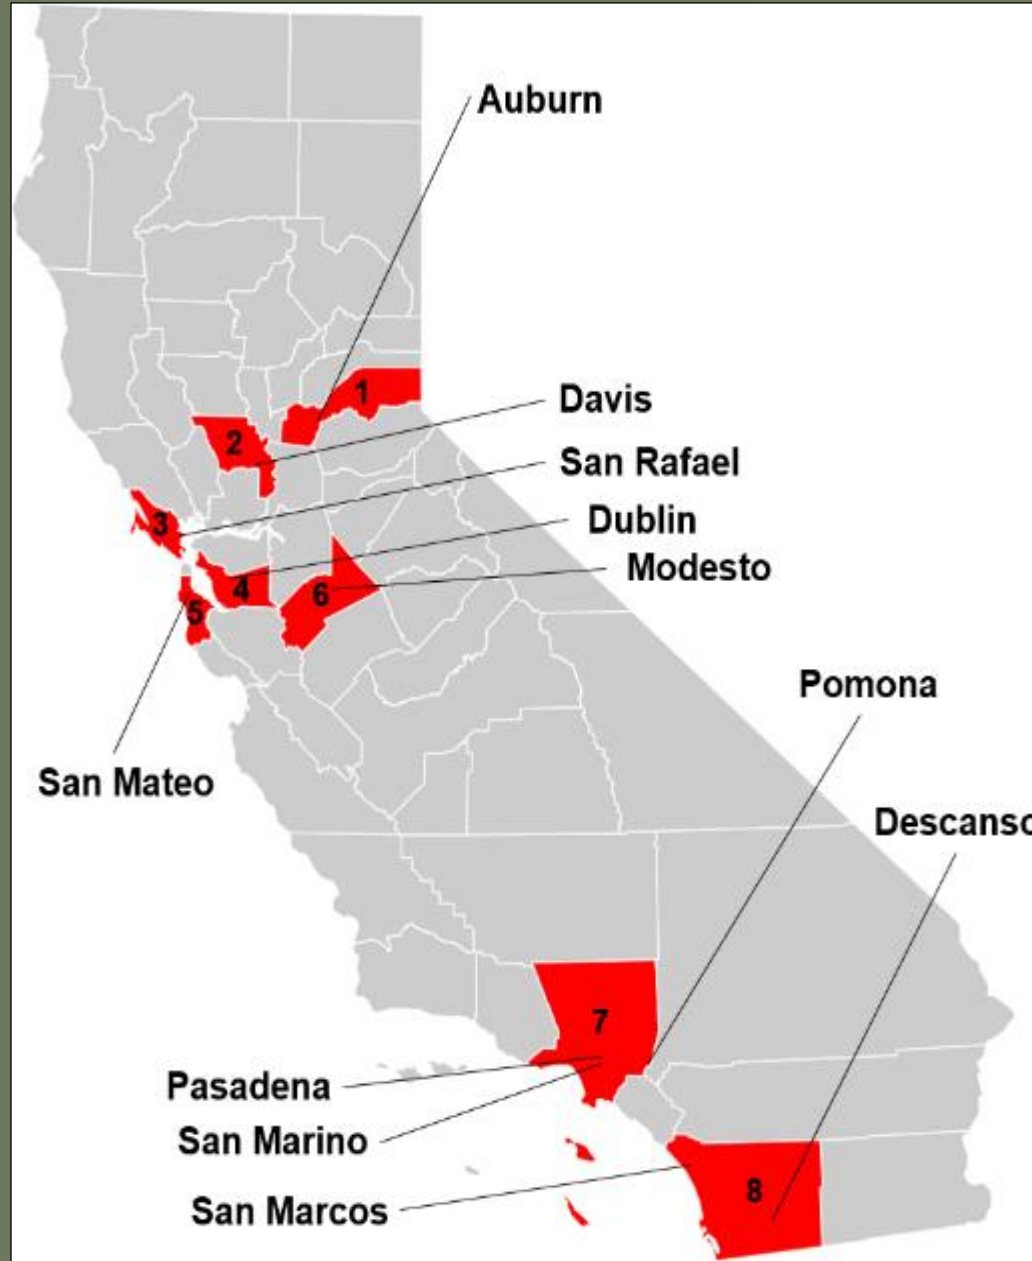 Auburn
1
Davis
2
San Rafael
Dublin
3
Modesto
4
6
5
Pomona
San Mateo
Descanso
7
Pasadena
San Marino
8
San Marcos